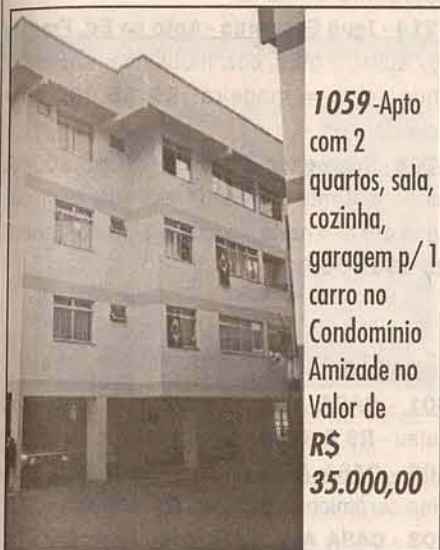 1059-Apto
com 2
quartos, sala,
cozinha,
garagem p/ 1
carro no
Condomínio
Amizade no
Valor de
R$
35.000,00